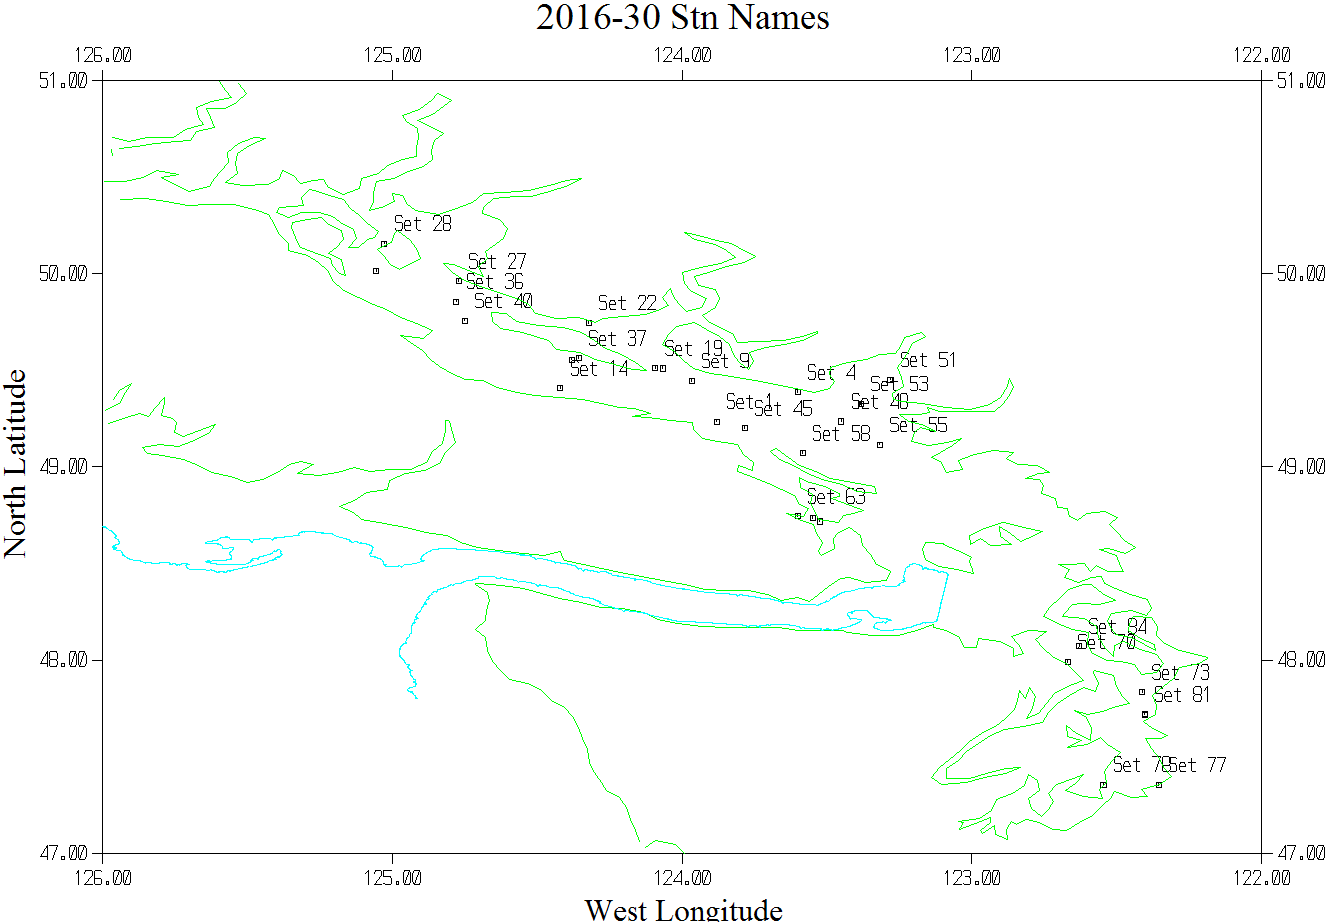 2016-30 Stn Names
126.00 125.00 124.00 123.00 122.00
51.00 51.00
Set 28
Set 27
50.00 50.00
Set 36
Set 40
Set 22
Set 37
Set 19
Set 9
Set 51
Set 14
Set 4
Set 53
Set 1
Set 48
Set 45
Set 55
Set 58
49.00 49.00
Set 63
Set 84
Set 70
48.00 48.00
Set 73
Set 81
Set Set 77
47.00 47.00
126.00 125.00 124.00 123.00 122.00
West Longitude
North Latitude